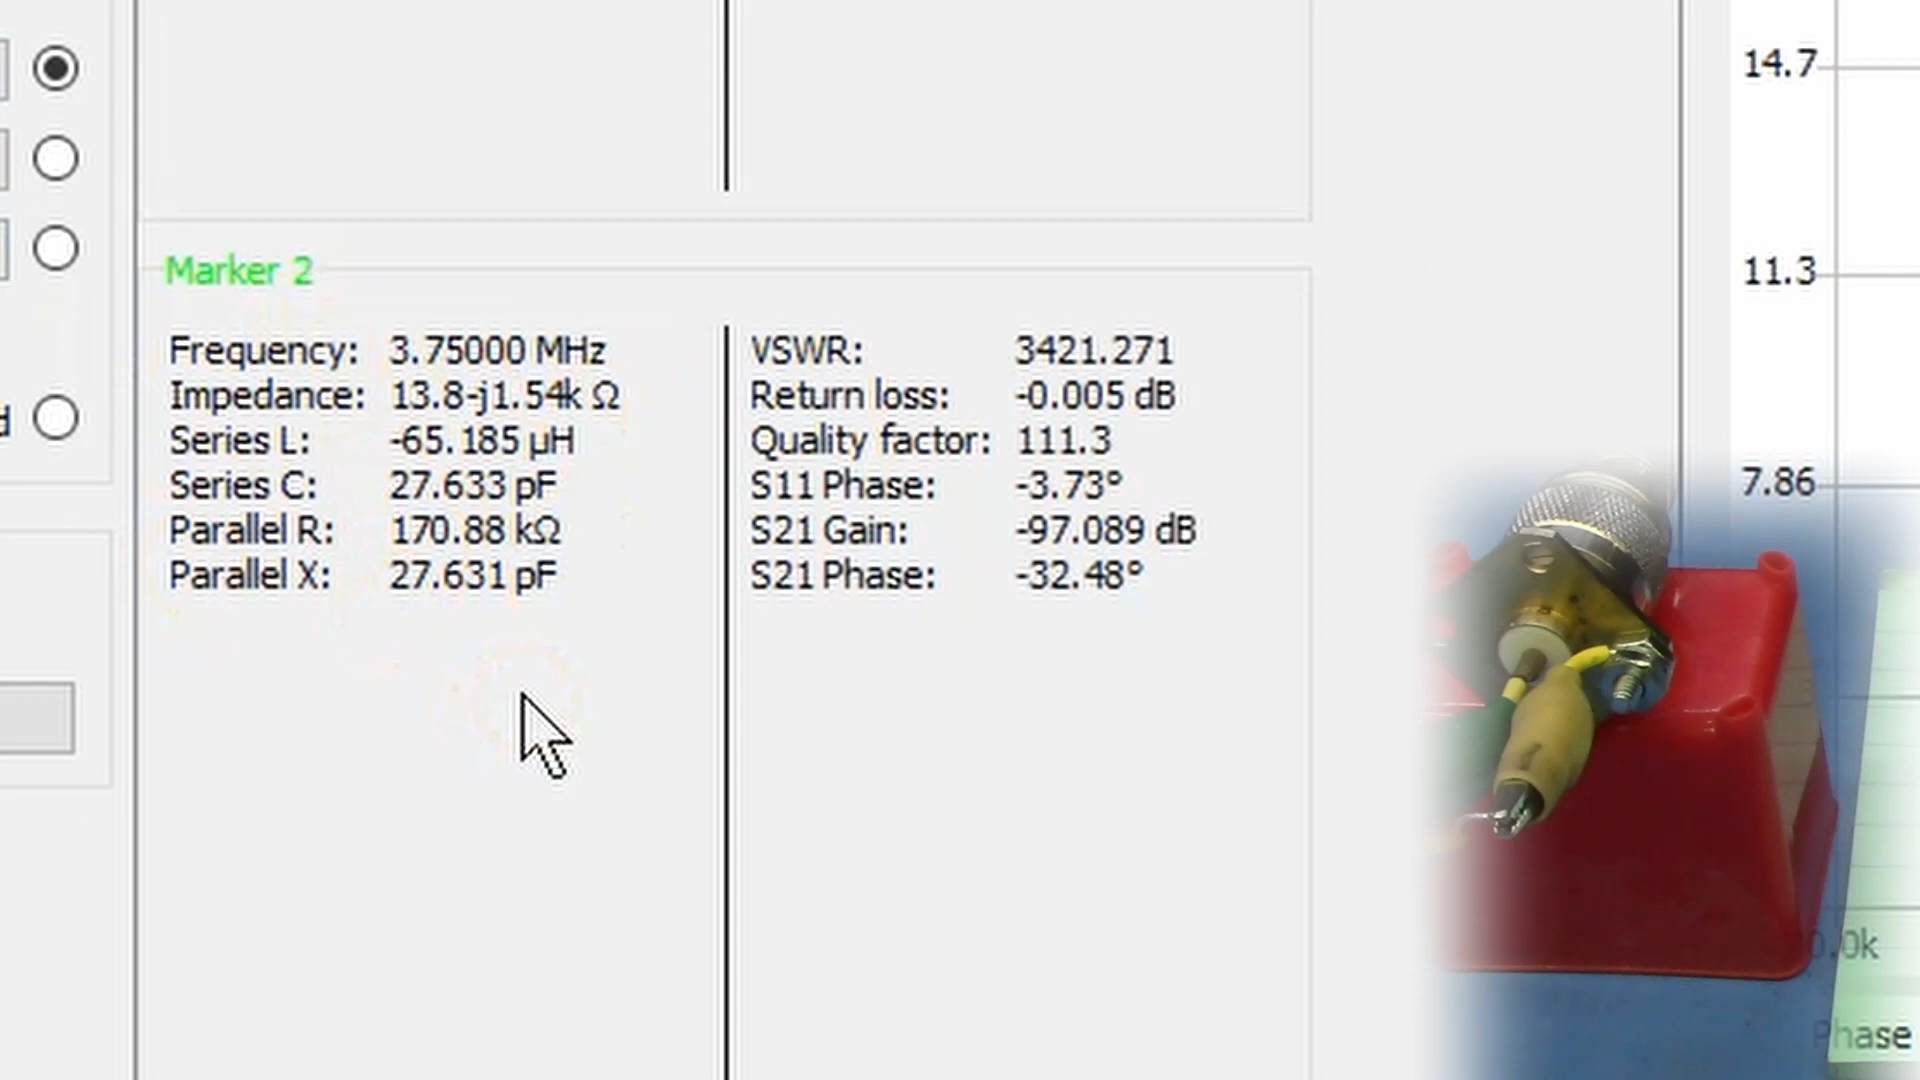 14.7
11.3
Marker 2
Frequency: 3.75000 MHz
Impedance: 13.8-j1.54k Ω
Series L: -65.185 µH
Series C: 27.633 pF
Parallel R: 170.88 kΩ
Parallel X: 27.631 pF
VSWR: 3421.271
Return loss: -0.005 dB
Quality factor: 111.3
S11 Phase: -3.73°
S21 Gain: -97.089 dB
S21 Phase: -32.48°
d
7.86
0.0k
Phase